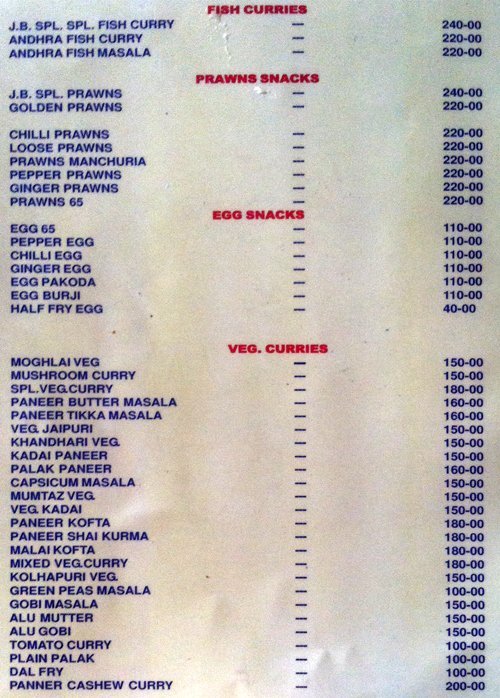 FISH CURRIES
J.B. SPL. SPL. FISH CURRY — 240-00
ANDHRA FISH CURRY — 220-00
ANDHRA FISH MASALA — 220-00
PRAWNS SNACKS
J.B. SPL. PRAWNS — 240-00
GOLDEN PRAWNS — 220-00
CHILLI PRAWNS — 220-00
LOOSE PRAWNS — 220-00
PRAWNS MANCHURIA — 220-00
PEPPER PRAWNS — 220-00
GINGER PRAWNS — 220-00
PRAWNS 65 — 220-00
EGG SNACKS
EGG 65 — 110-00
PEPPER EGG — 110-00
CHILLI EGG — 110-00
GINGER EGG — 110-00
EGG PAKODA — 110-00
EGG BURJI — 110-00
HALF FRY EGG — 40-00
VEG. CURRIES
MOGHLAI VEG — 150-00
MUSHROOM CURRY — 150-00
SPL.VEG.CURRY — 180-00
PANEER BUTTER MASALA — 160-00
PANEER TIKKA MASALA — 160-00
VEG. JAIPURI — 150-00
KHANDHARI VEG. — 150-00
KADAI PANEER — 150-00
PALAK PANEER — 160-00
CAPSICUM MASALA — 150-00
MUMTAZ VEG. — 150-00
VEG. KADAI — 150-00
PANEER KOFTA — 180-00
PANEER SHAI KURMA — 180-00
MALAI KOFTA — 180-00
MIXED VEG.CURRY — 180-00
KOLHAPURI VEG. — 150-00
GREEN PEAS MASALA — 100-00
GOBI MASALA — 150-00
ALU MUTTER — 150-00
ALU GOBI — 150-00
TOMATO CURRY — 100-00
PLAIN PALAK — 100-00
DAL FRY — 100-00
PANNER CASHEW CURRY — 200-00